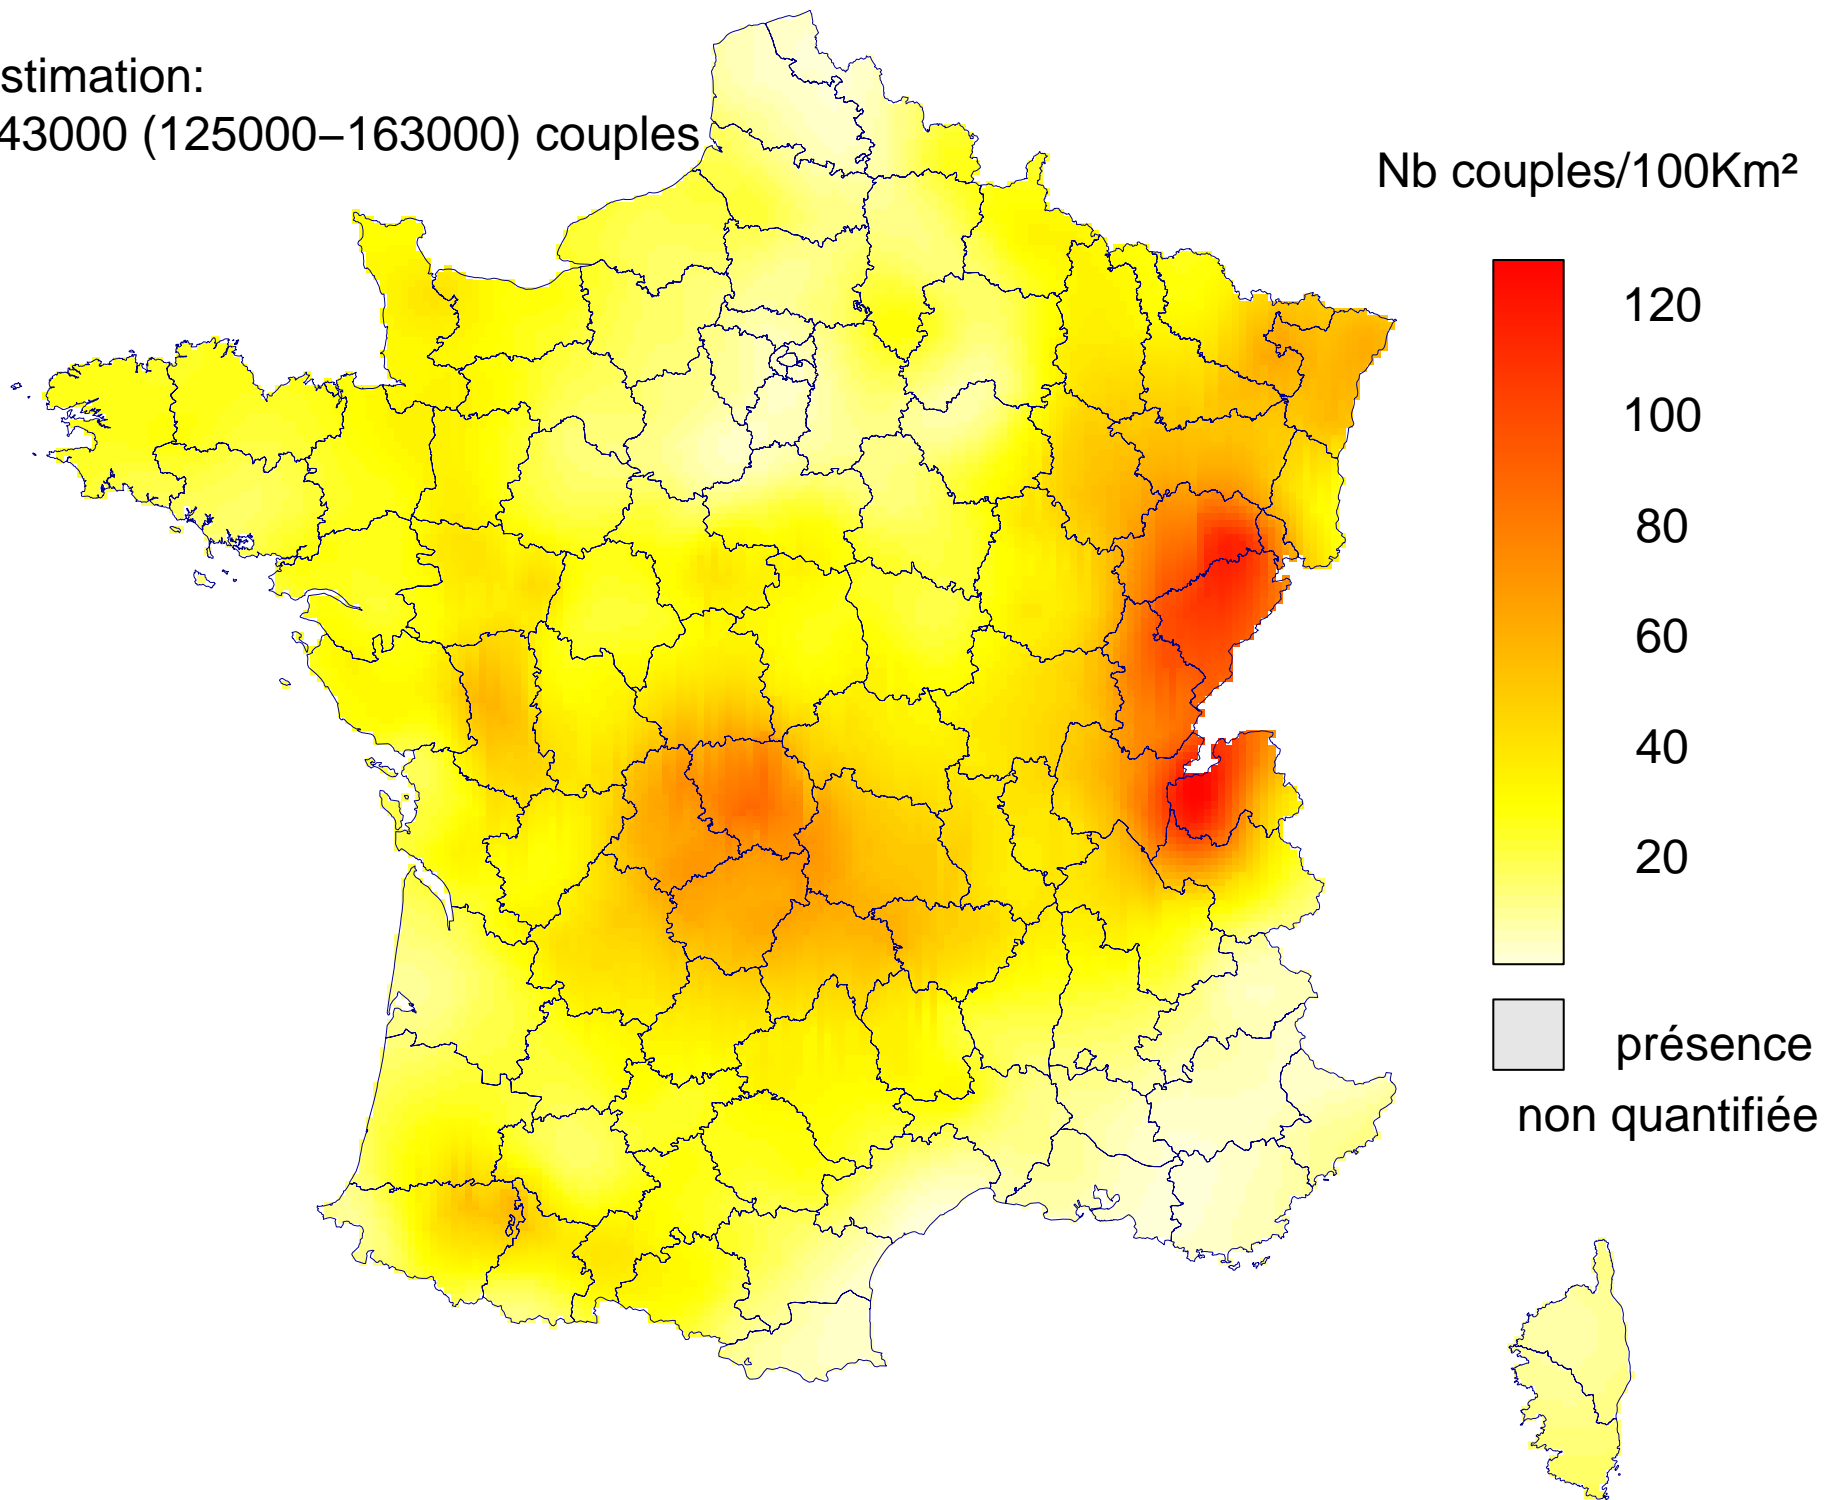 stimation:
43000 (125000–163000) couples
Nb couples/100Km²
120
100
80
60
40
20
présence
non quantifiée